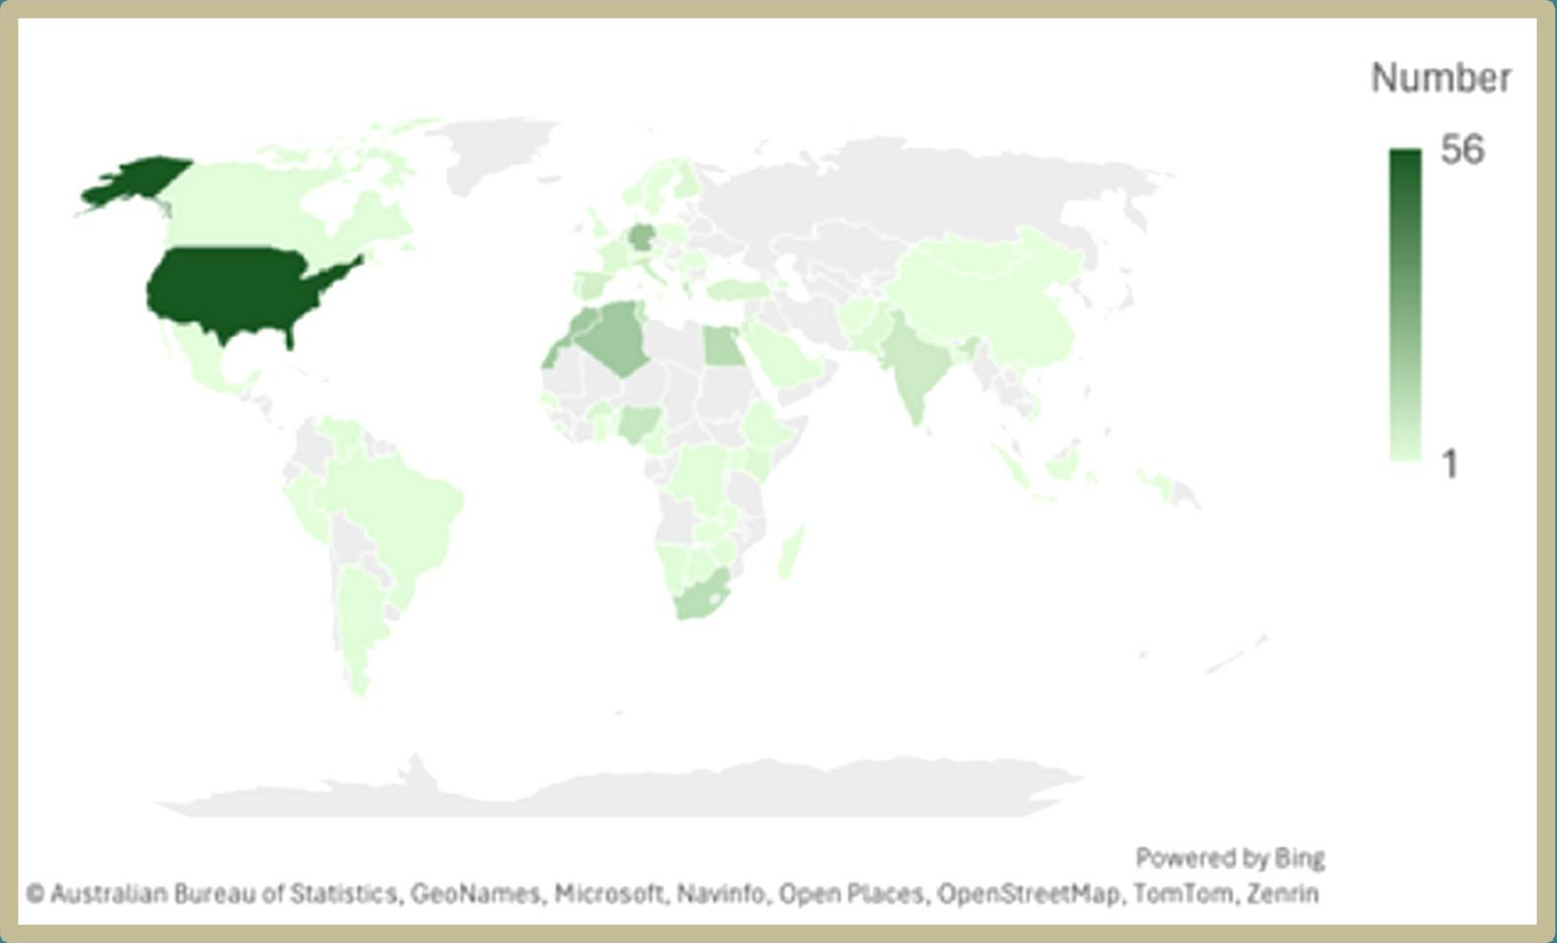 Number
56
1
Powered by Bing
© Australian Bureau of Statistics, GeoNames, Microsoft, Navinfo, Open Places, OpenStreetMap, TomTom, Zenrin